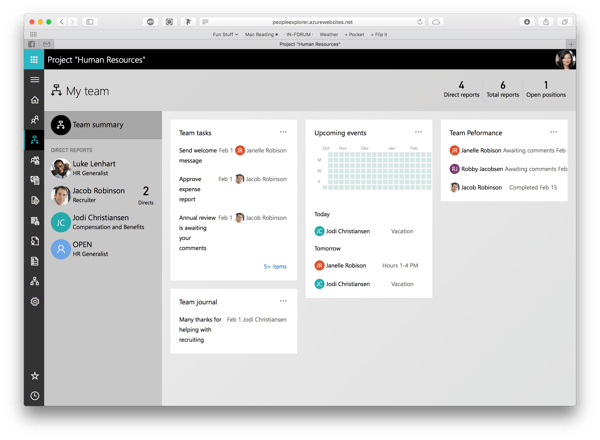 peoplesexplorer.azurewebsites.net
Fun Stuff Mac Reading · IN-FORUM · Weather + Pocket + Flip it
Project "Human Resources"
Project "Human Resources"
My team
4 6 1
Direct reports Total reports Open positions
Team summary
DIRECT REPORTS
Luke Lenhart
HR Generalist
Jacob Robinson
Recruiter
2
Directs
JC
Jodi Christiansen
Compensation and Benefits
OPEN
HR Generalist
Team tasks ...
Send welcome message Feb 1 JR Janelle Robison
Approve expense report Feb 1 Jacob Robinson
Annual review is awaiting your comments Feb 1 Jacob Robinson
5+ items
Team journal ...
Many thanks for helping with recruiting Feb 1 Jodi Christiansen
Upcoming events ...
Oct Nov Dec Jan Feb
M
W
F
Today
JC Jodi Christiansen Vacation
Tomorrow
JR Janelle Robison Hours 1-4 PM
JC Jodi Christiansen Vacation
Team Peformance ...
JR Janelle Robison Awaiting comments Feb
RJ Robby Jacobsen Awaiting comments Feb
Jacob Robinson Completed Feb 15